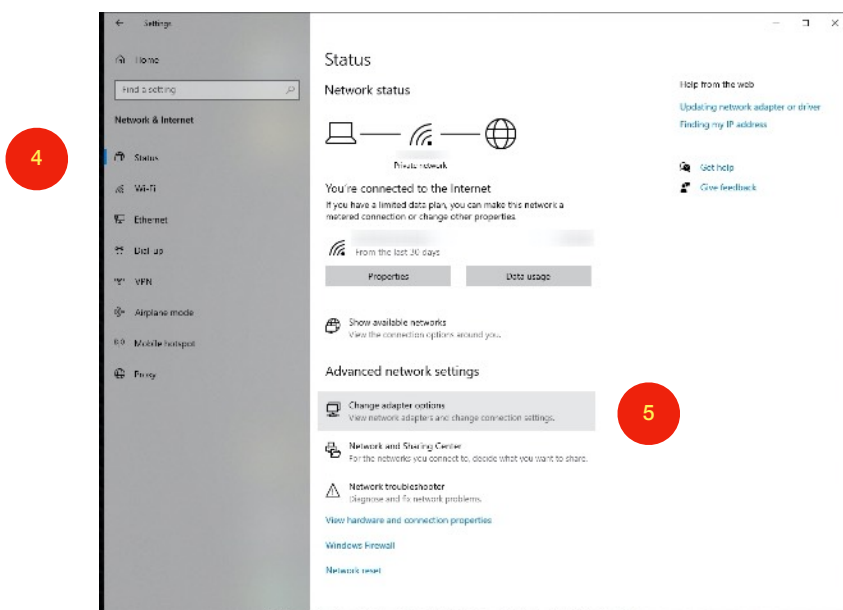 Settings
Home
Find a setting
Network & Internet
4
Status
Wi-Fi
Ethernet
Dial-up
VPN
Airplane mode
Mobile hotspot
Proxy
Status
Network status
Private network
You're connected to the Internet
If you have a limited data plan, you can make this network a
metered connection or change other properties.
From the last 30 days
Properties
Data usage
Show available networks
View the connection options around you.
Advanced network settings
Change adapter options
View network adapters and change connection settings.
5
Network and Sharing Center
For the networks you connect to, decide what you want to share.
Network troubleshooter
Diagnose and fix network problems.
View hardware and connection properties
Windows Firewall
Network reset
Help from the web
Updating network adapter or driver
Finding my IP address
Get help
Give feedback